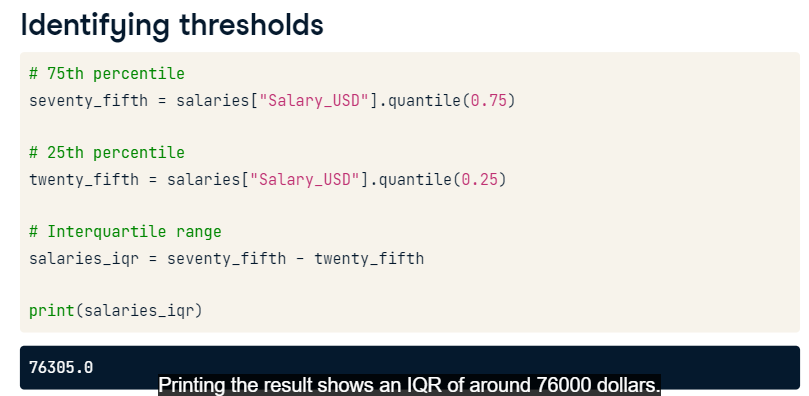 Identifying thresholds
# 75th percentile
seventy_fifth = salaries["Salary_USD"].quantile(0.75)
# 25th percentile
twenty_fifth = salaries["Salary_USD"].quantile(0.25)
# Interquartile range
salaries_iqr = seventy_fifth - twenty_fifth
print(salaries_iqr)
76305.0
Printing the result shows an IQR of around 76000 dollars.